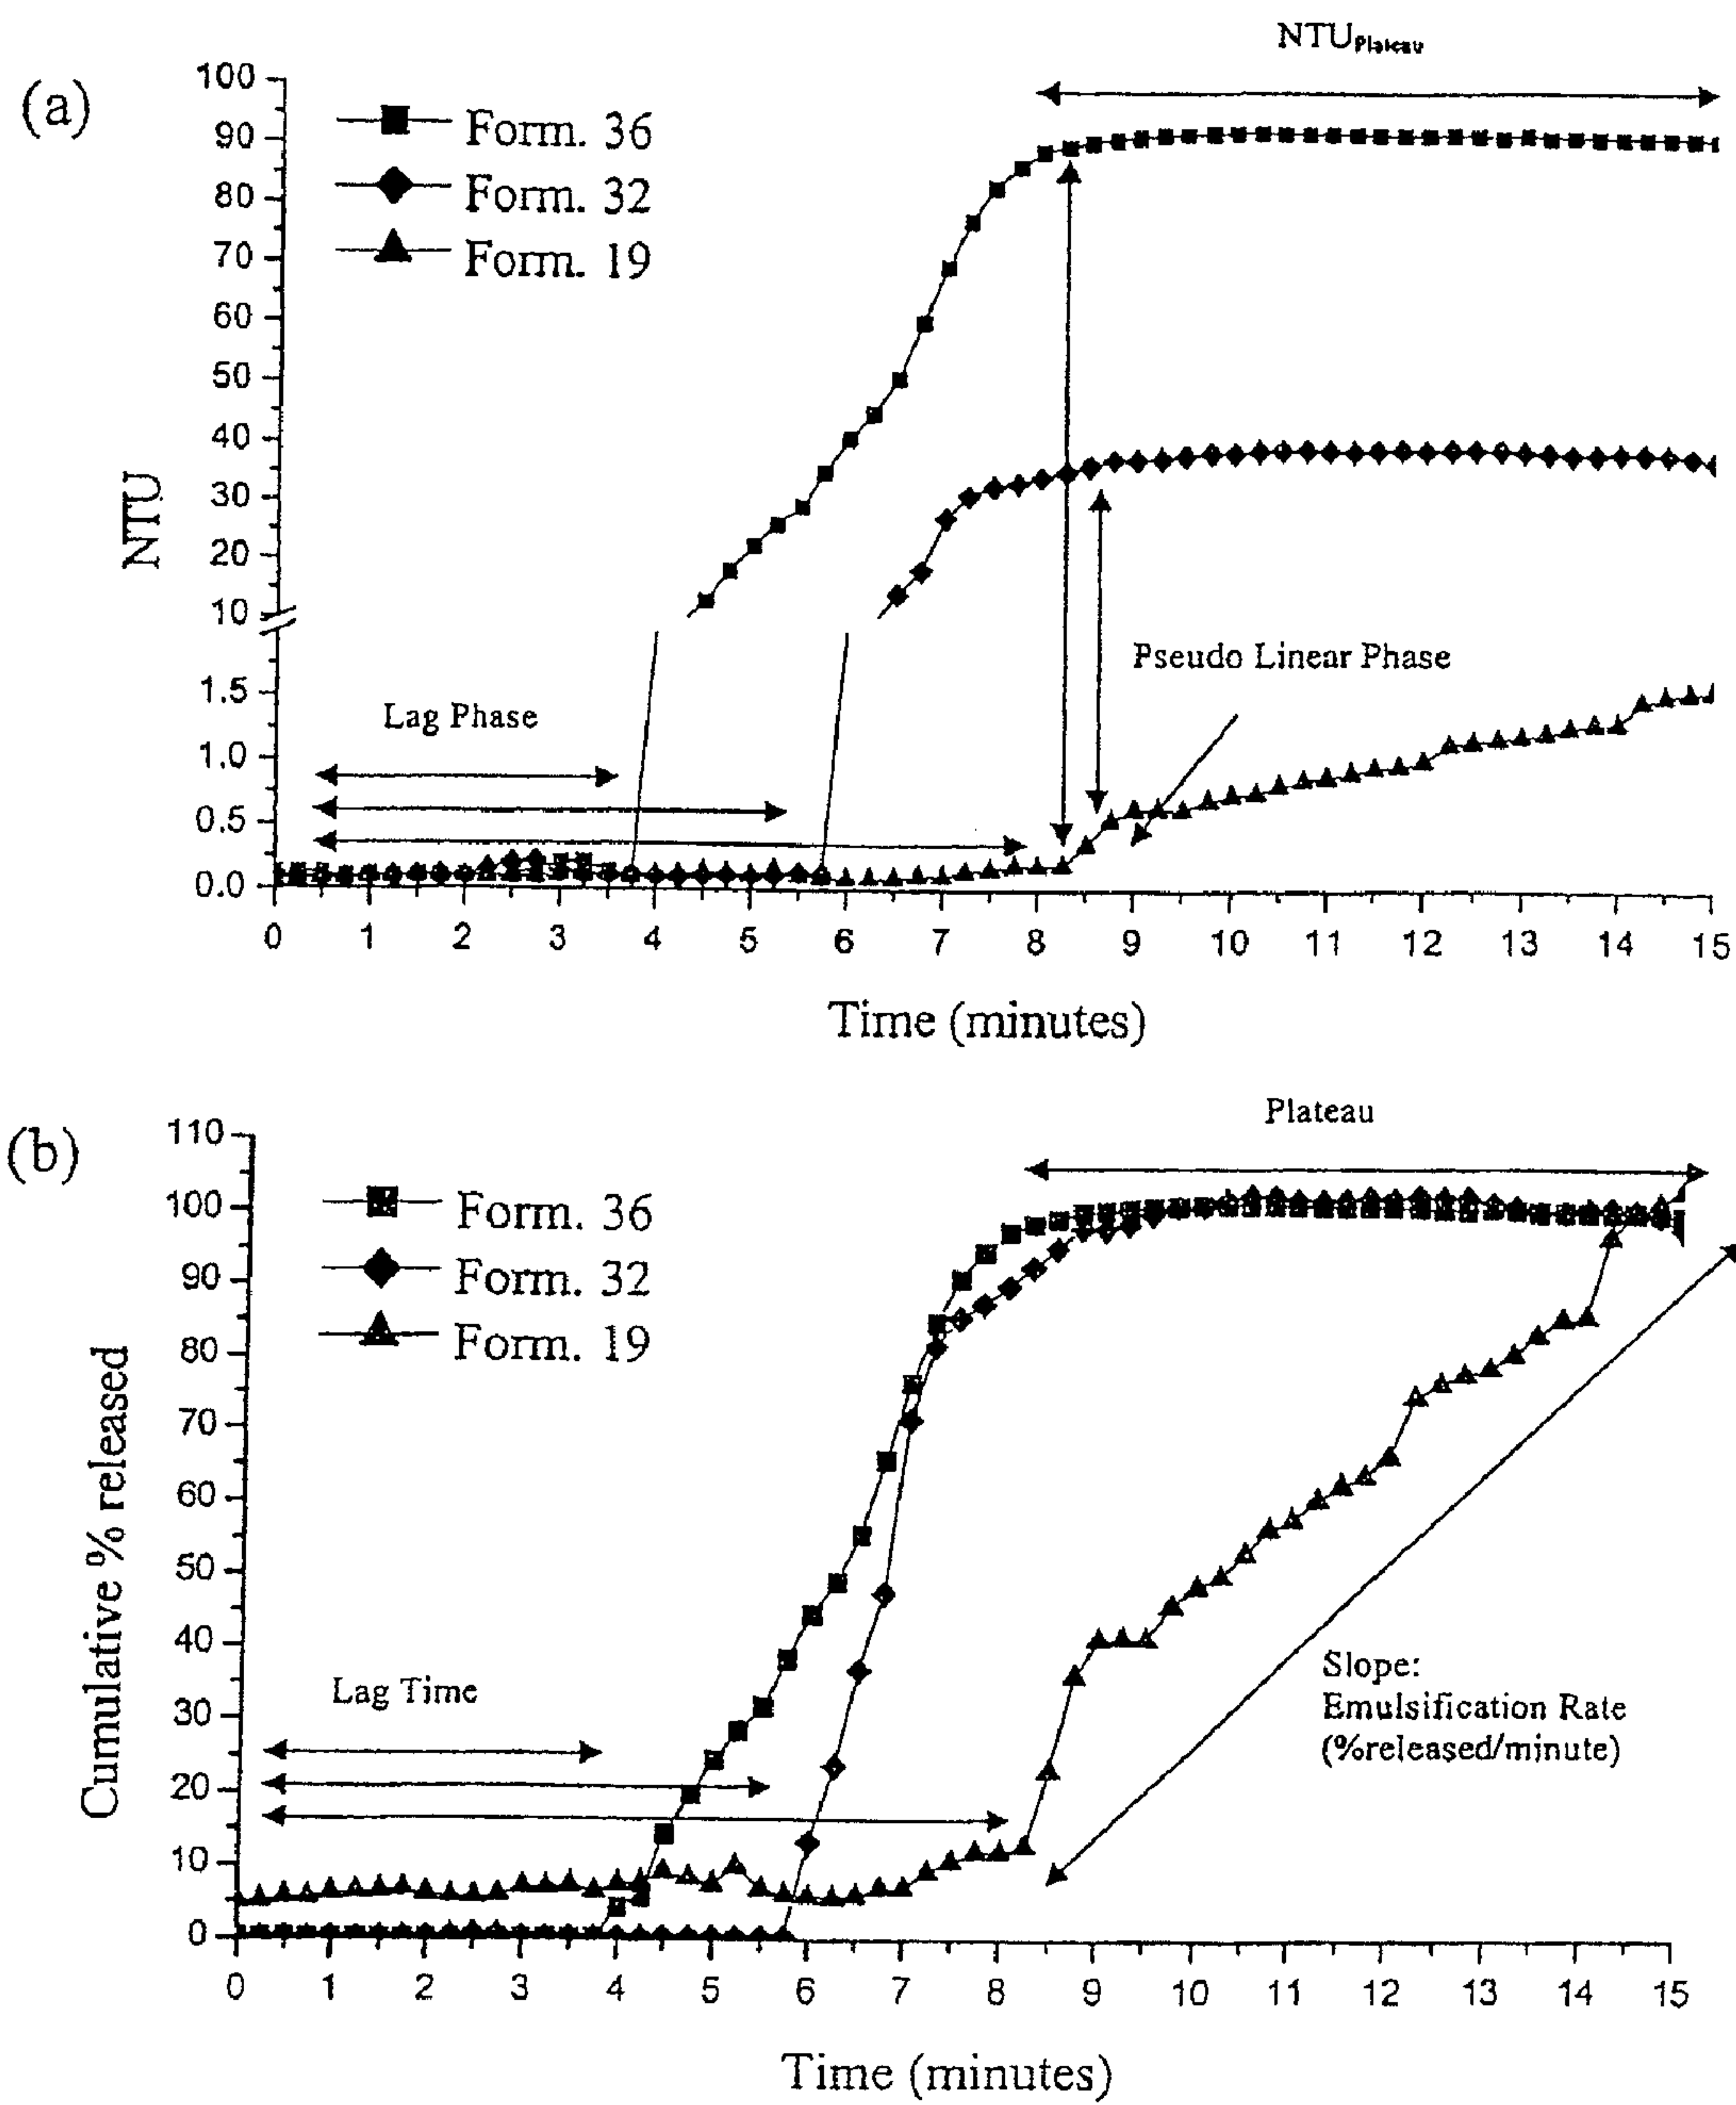 (a)
NTUPlateau
100
90
80
70
60
50
40
30
20
10
1.5
1.0
0.5
0.0
NTU
Form. 36
Form. 32
Form. 19
Lag Phase
Pseudo Linear Phase
0 1 2 3 4 5 6 7 8 9 10 11 12 13 14 15
Time (minutes)
(b)
Plateau
110
100
90
80
70
60
50
40
30
20
10
0
Cumulative % released
Form. 36
Form. 32
Form. 19
Lag Time
Slope:
Emulsification Rate
(%released/minute)
0 1 2 3 4 5 6 7 8 9 10 11 12 13 14 15
Time (minutes)